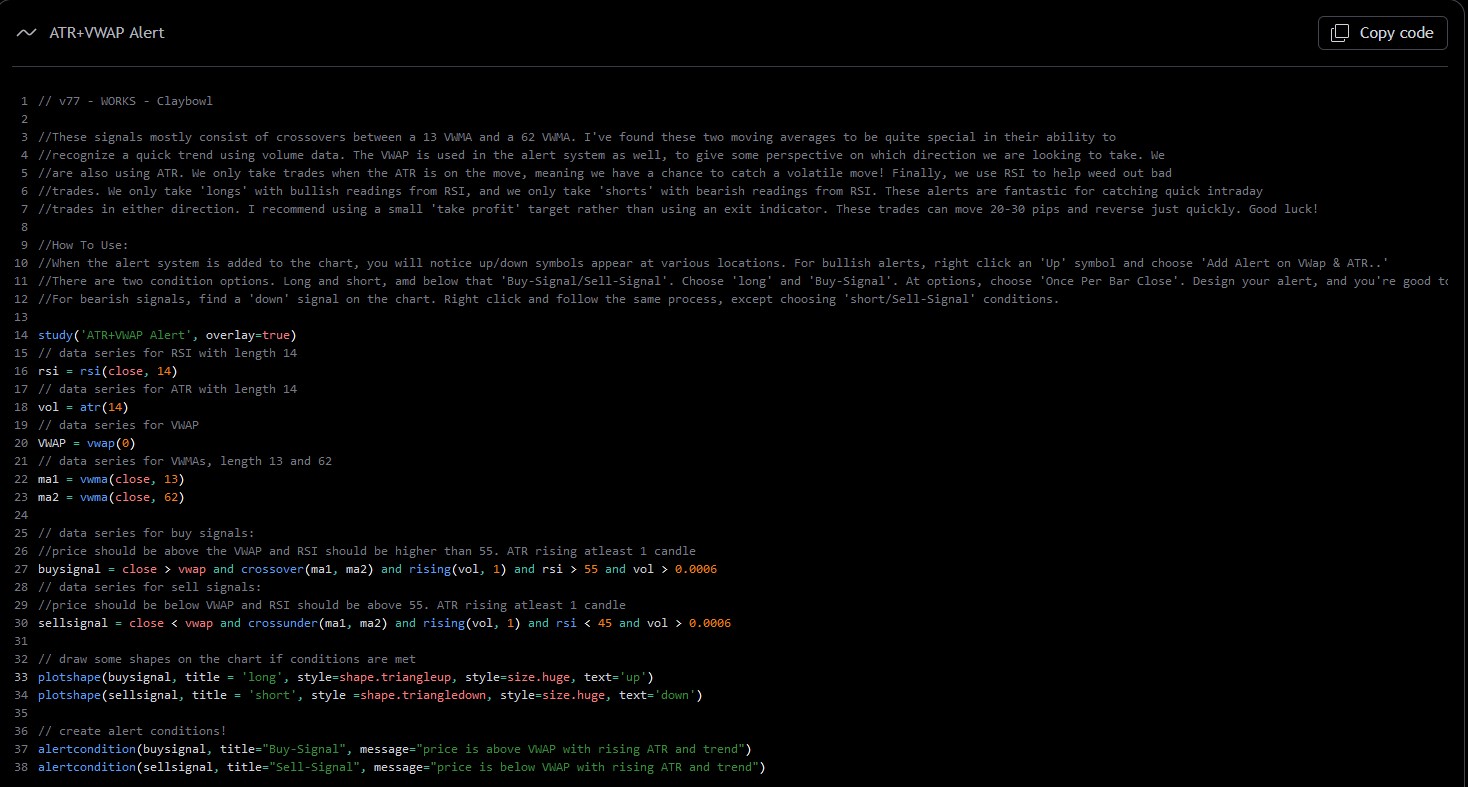 ATR+VWAP Alert
Copy code
1 // v77 - WORKS - Claybowl
2
3 //These signals mostly consist of crossovers between a 13 VWMA and a 62 VWMA. I've found these two moving averages to be quite special in their ability to
4 //recognize a quick trend using volume data. The VWAP is used in the alert system as well, to give some perspective on which direction we are looking to take. We
5 //are also using ATR. We only take trades when the ATR is on the move, meaning we have a chance to catch a volatile move! Finally, we use RSI to help weed out bad
6 //trades. We only take 'longs' with bullish readings from RSI, and we only take 'shorts' with bearish readings from RSI. These alerts are fantastic for catching quick intraday
7 //trades in either direction. I recommend using a small 'take profit' target rather than using an exit indicator. These trades can move 20-30 pips and reverse just quickly. Good luck!
8
9 //How To Use:
10 //When the alert system is added to the chart, you will notice up/down symbols appear at various locations. For bullish alerts, right click an 'Up' symbol and choose 'Add Alert on VWap & ATR..'
11 //There are two condition options. Long and short, amd below that 'Buy-Signal/Sell-Signal'. Choose 'long' and 'Buy-Signal'. At options, choose 'Once Per Bar Close'. Design your alert, and you're good to
12 //For bearish signals, find a 'down' signal on the chart. Right click and follow the same process, except choosing 'short/Sell-Signal' conditions.
13
14 study('ATR+VWAP Alert', overlay=true)
15 // data series for RSI with length 14
16 rsi = rsi(close, 14)
17 // data series for ATR with length 14
18 vol = atr(14)
19 // data series for VWAP
20 VWAP = vwap(0)
21 // data series for VWMAs, length 13 and 62
22 ma1 = vwma(close, 13)
23 ma2 = vwma(close, 62)
24
25 // data series for buy signals:
26 //price should be above the VWAP and RSI should be higher than 55. ATR rising atleast 1 candle
27 buysignal = close > vwap and crossover(ma1, ma2) and rising(vol, 1) and rsi > 55 and vol > 0.0006
28 // data series for sell signals:
29 //price should be below VWAP and RSI should be above 55. ATR rising atleast 1 candle
30 sellsignal = close < vwap and crossunder(ma1, ma2) and rising(vol, 1) and rsi < 45 and vol > 0.0006
31
32 // draw some shapes on the chart if conditions are met
33 plotshape(buysignal, title = 'long', style=shape.triangleup, style=size.huge, text='up')
34 plotshape(sellsignal, title = 'short', style =shape.triangledown, style=size.huge, text='down')
35
36 // create alert conditions!
37 alertcondition(buysignal, title="Buy-Signal", message="price is above VWAP with rising ATR and trend")
38 alertcondition(sellsignal, title="Sell-Signal", message="price is below VWAP with rising ATR and trend")